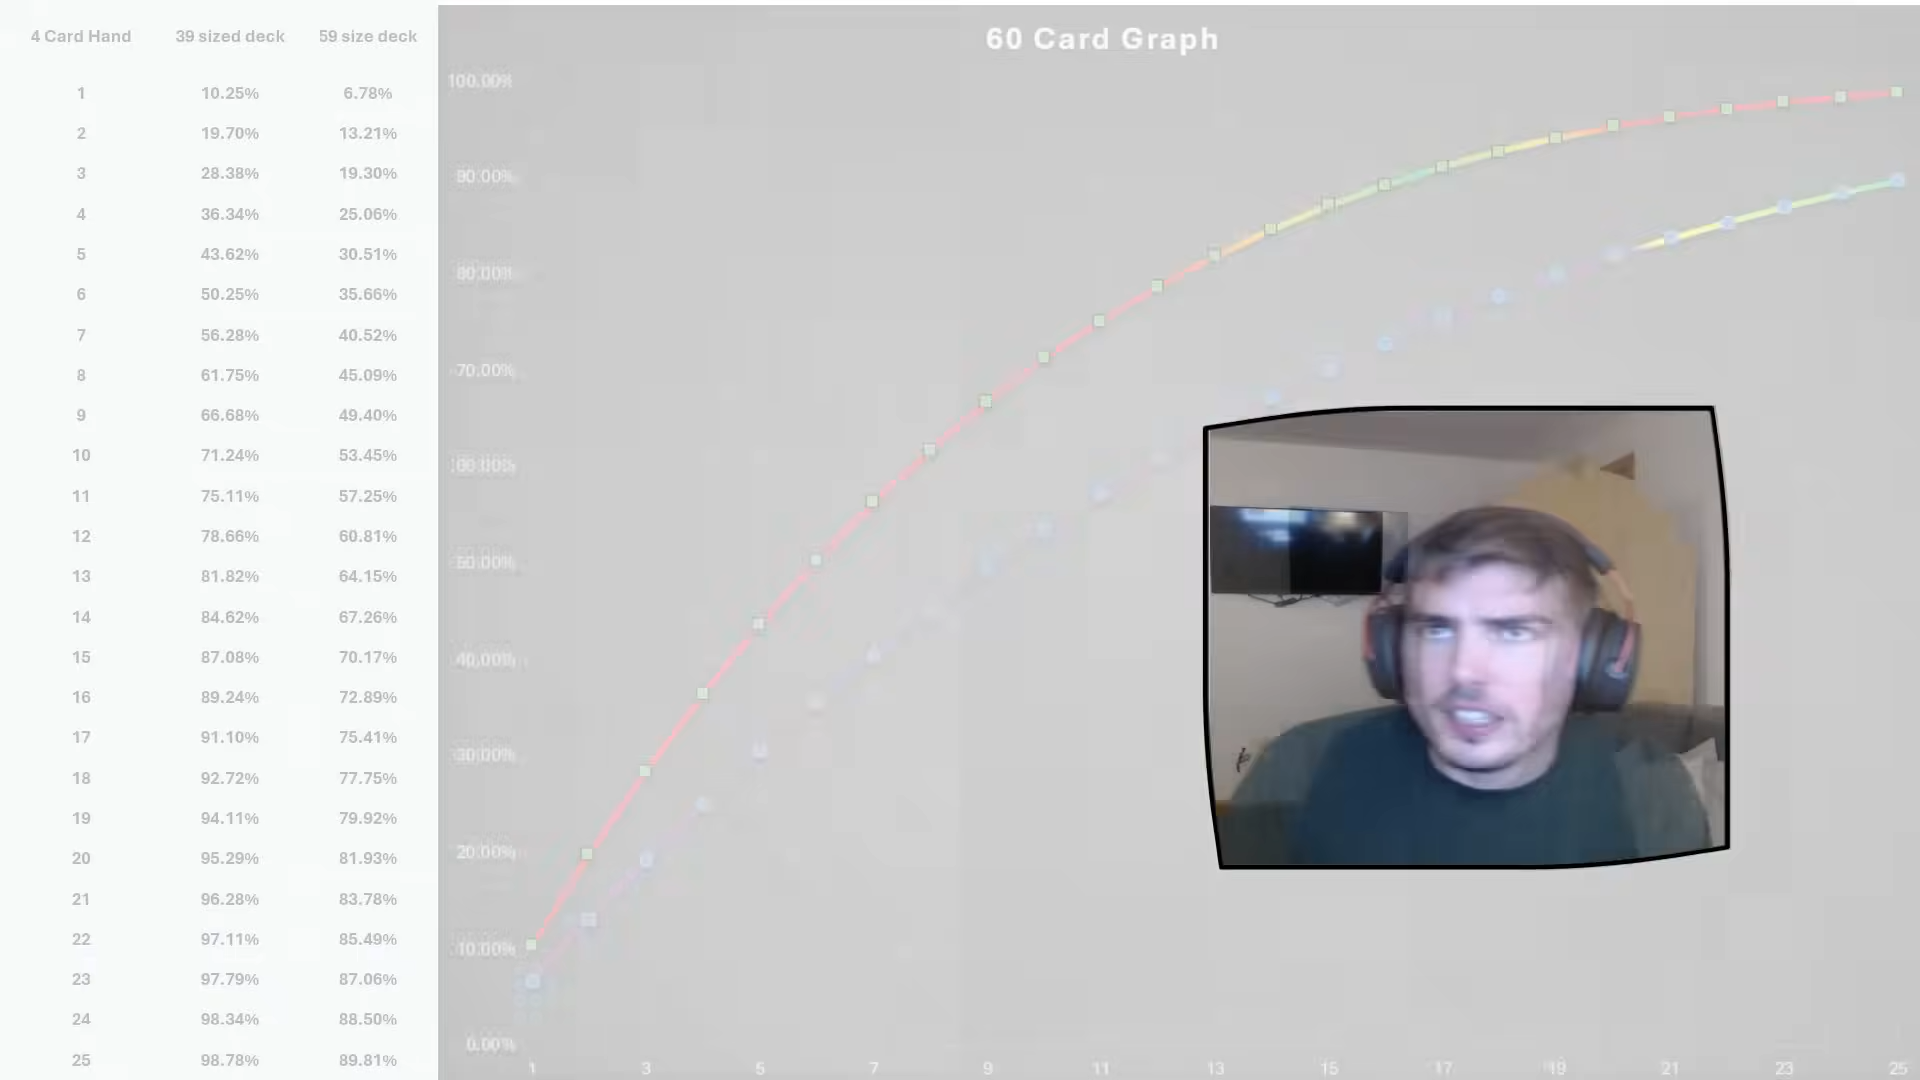 4 Card Hand 39 sized deck 59 size deck
1 10.25% 6.78%
2 19.70% 13.21%
3 28.38% 19.30%
4 36.34% 25.06%
5 43.62% 30.51%
6 50.25% 35.66%
7 56.28% 40.52%
8 61.75% 45.09%
9 66.68% 49.40%
10 71.24% 53.45%
11 75.11% 57.25%
12 78.66% 60.81%
13 81.82% 64.15%
14 84.62% 67.26%
15 87.08% 70.17%
16 89.24% 72.89%
17 91.10% 75.41%
18 92.72% 77.75%
19 94.11% 79.92%
20 95.29% 81.93%
21 96.28% 83.78%
22 97.11% 85.49%
23 97.79% 87.06%
24 98.34% 88.50%
25 98.78% 89.81%
60 Card Graph
100.00%
90.00%
80.00%
70.00%
60.00%
50.00%
40.00%
30.00%
20.00%
10.00%
0.00%
1 3 5 7 9 11 13 15 17 19 21 23 25